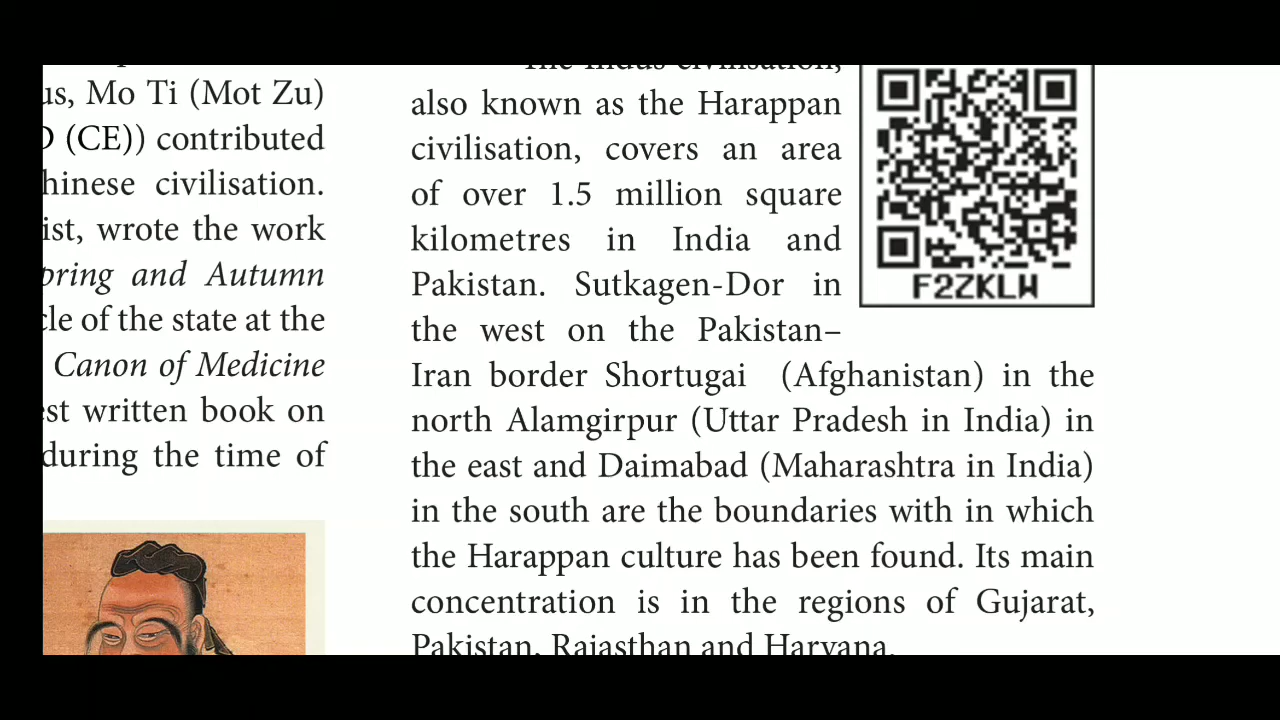 us, Mo Ti (Mot Zu)
(CE)) contributed
hinese civilisation.
ist, wrote the work
pring and Autumn
cle of the state at the
Canon of Medicine
est written book on
during the time of
The Indus civilisation,
also known as the Harappan
civilisation, covers an area
of over 1.5 million square
kilometres in India and
Pakistan. Sutkagen-Dor in
the west on the Pakistan–
Iran border Shortugai (Afghanistan) in the
north Alamgirpur (Uttar Pradesh in India) in
the east and Daimabad (Maharashtra in India)
in the south are the boundaries with in which
the Harappan culture has been found. Its main
concentration is in the regions of Gujarat,
Pakistan, Rajasthan and Haryana.
F2ZKLW